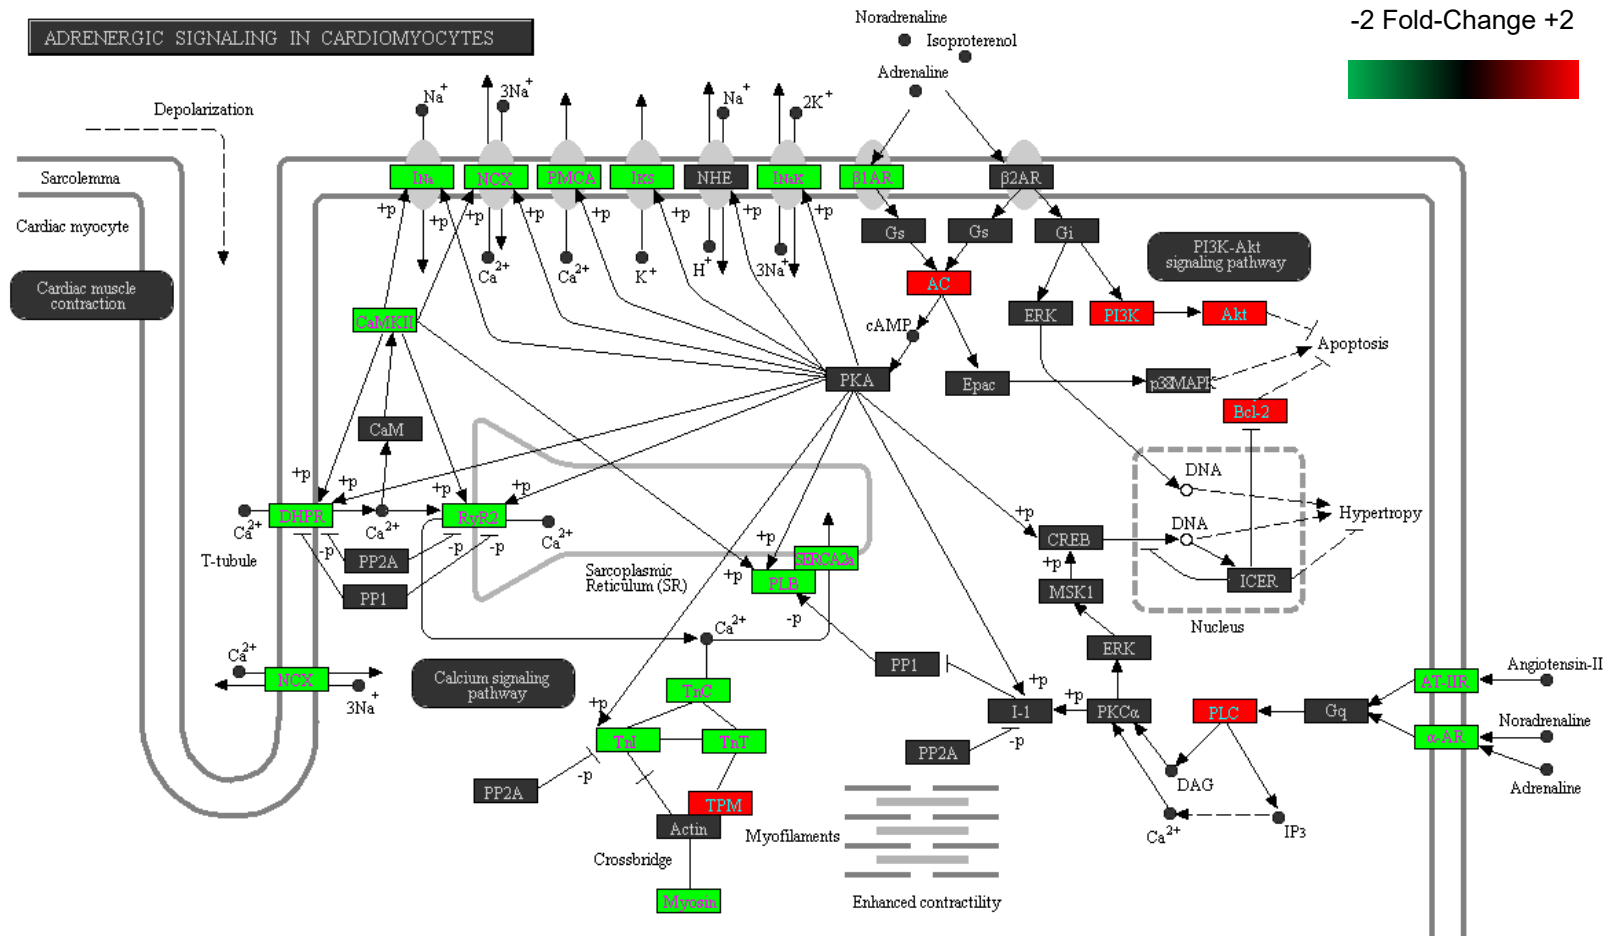 -2 Fold-Change +2
ADRENERGIC SIGNALING IN CARDIOMYOCYTES
Noradrenaline
Isoproterenol
Adrenaline
Depolarization
Na+
3Na+
Na+
2K+
Sarcolemma
INa
NCX
PMCA
IKs
NHE
INaK
β1AR
β2AR
+p
+p
+p
+p
+p
+p
+p
+p
Cardiac myocyte
Gs
Gs
Gi
PI3K-Akt
signaling pathway
Ca2+
Ca2+
K+
H+
3Na+
Cardiac muscle
contraction
AC
CaMKII
cAMP
ERK
PI3K
Akt
Apoptosis
PKA
Epac
p38MAPK
Bcl-2
CaM
DNA
+p
+p
+p
+p
DHPR
Ca2+
Ca2+
RyR2
Ca2+
DNA
Hypertropy
+p
CREB
T-tubule
-p
PP2A
-p
-p
+p
SERCA2a
Sarcoplasmic
Reticulum (SR)
+p
PLB
+p
ICER
PP1
MSK1
-p
Nucleus
Ca2+
Ca2+
ERK
NCX
3Na+
Calcium signaling
pathway
PP1
Angiotensin-II
TnC
+p
+p
AT-IIR
+p
I-1
PKCα
PLC
Gq
Noradrenaline
TnI
TnT
PP2A
-p
α-AR
-p
PP2A
DAG
Adrenaline
TPM
Actin
Myofilaments
Ca2+
IP3
Crossbridge
Myosin
Enhanced contractility